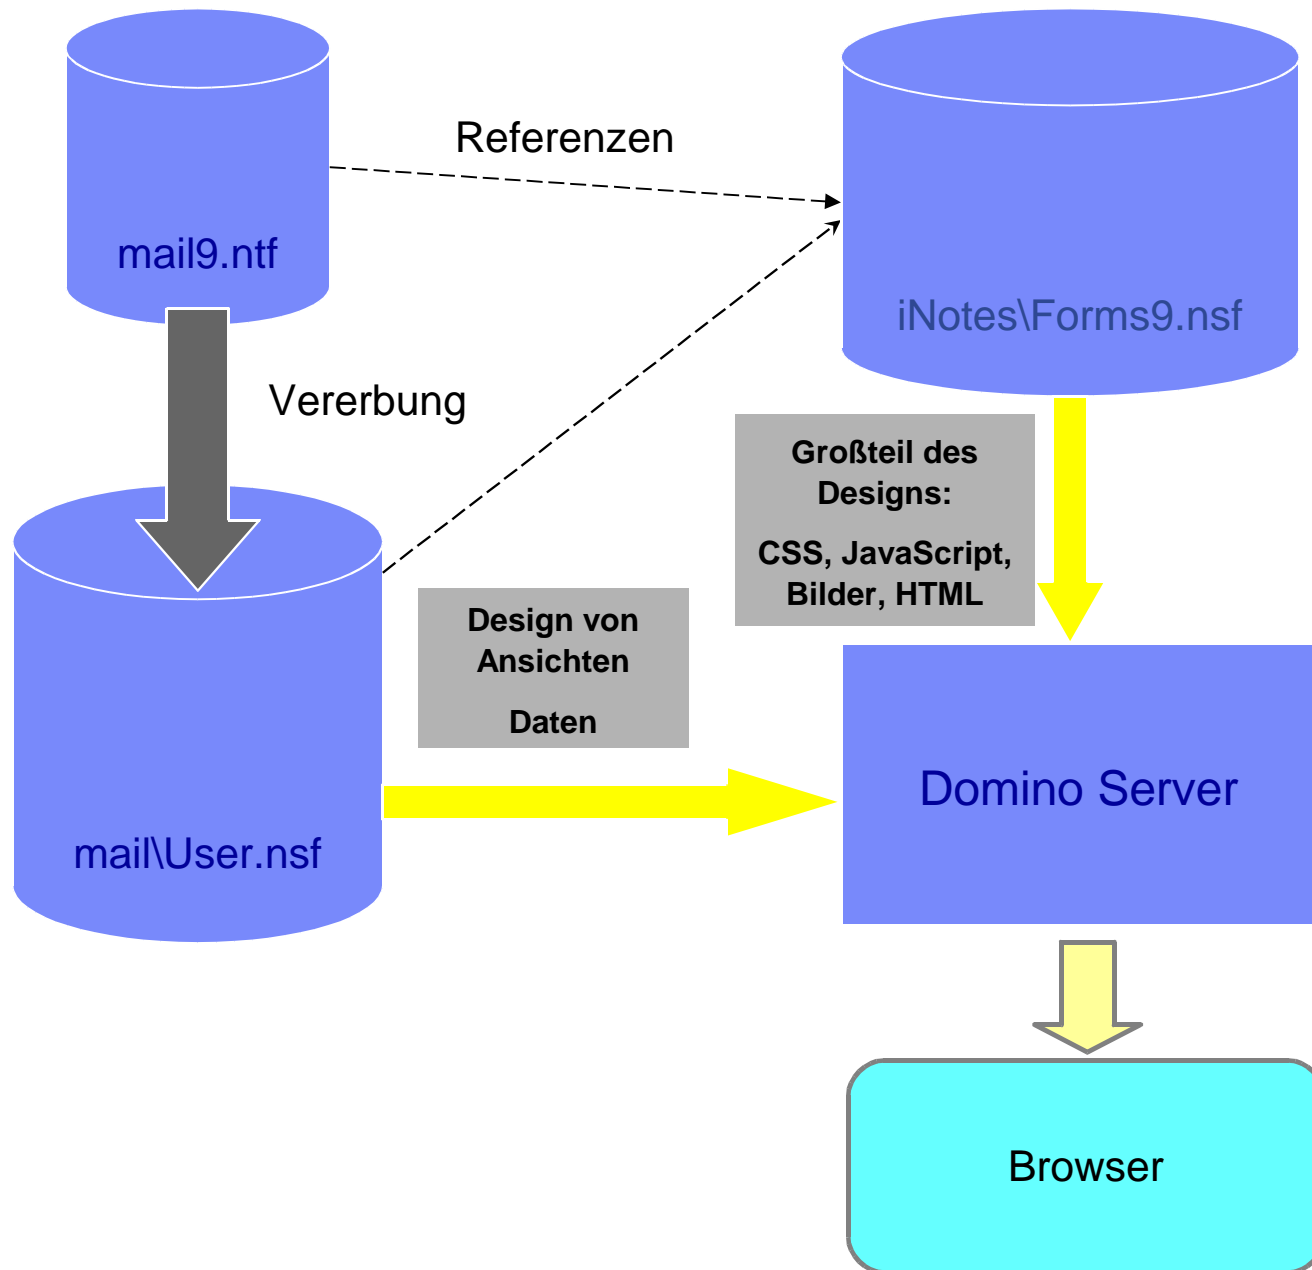 Referenzen
mail9.ntf
iNotes\Forms9.nsf
Vererbung
Großteil des
Designs:
CSS, JavaScript,
Bilder, HTML
Design von
Ansichten
Daten
Domino Server
mail\User.nsf
Browser